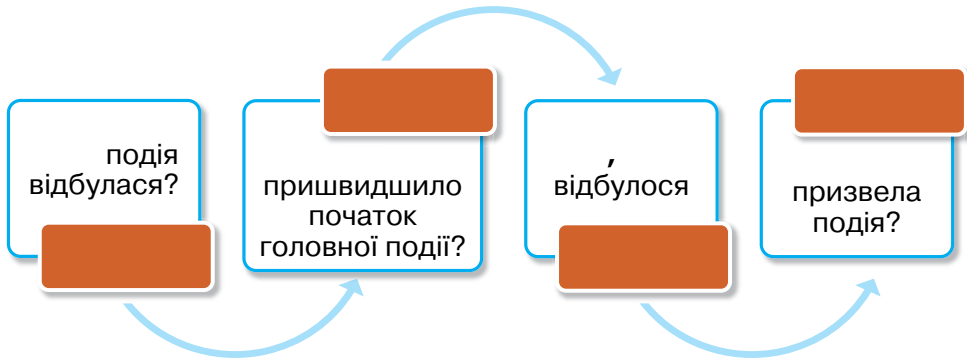 подія
відбулася?
пришвидшило
початок
головної події?
,
відбулося
призвела
подія?